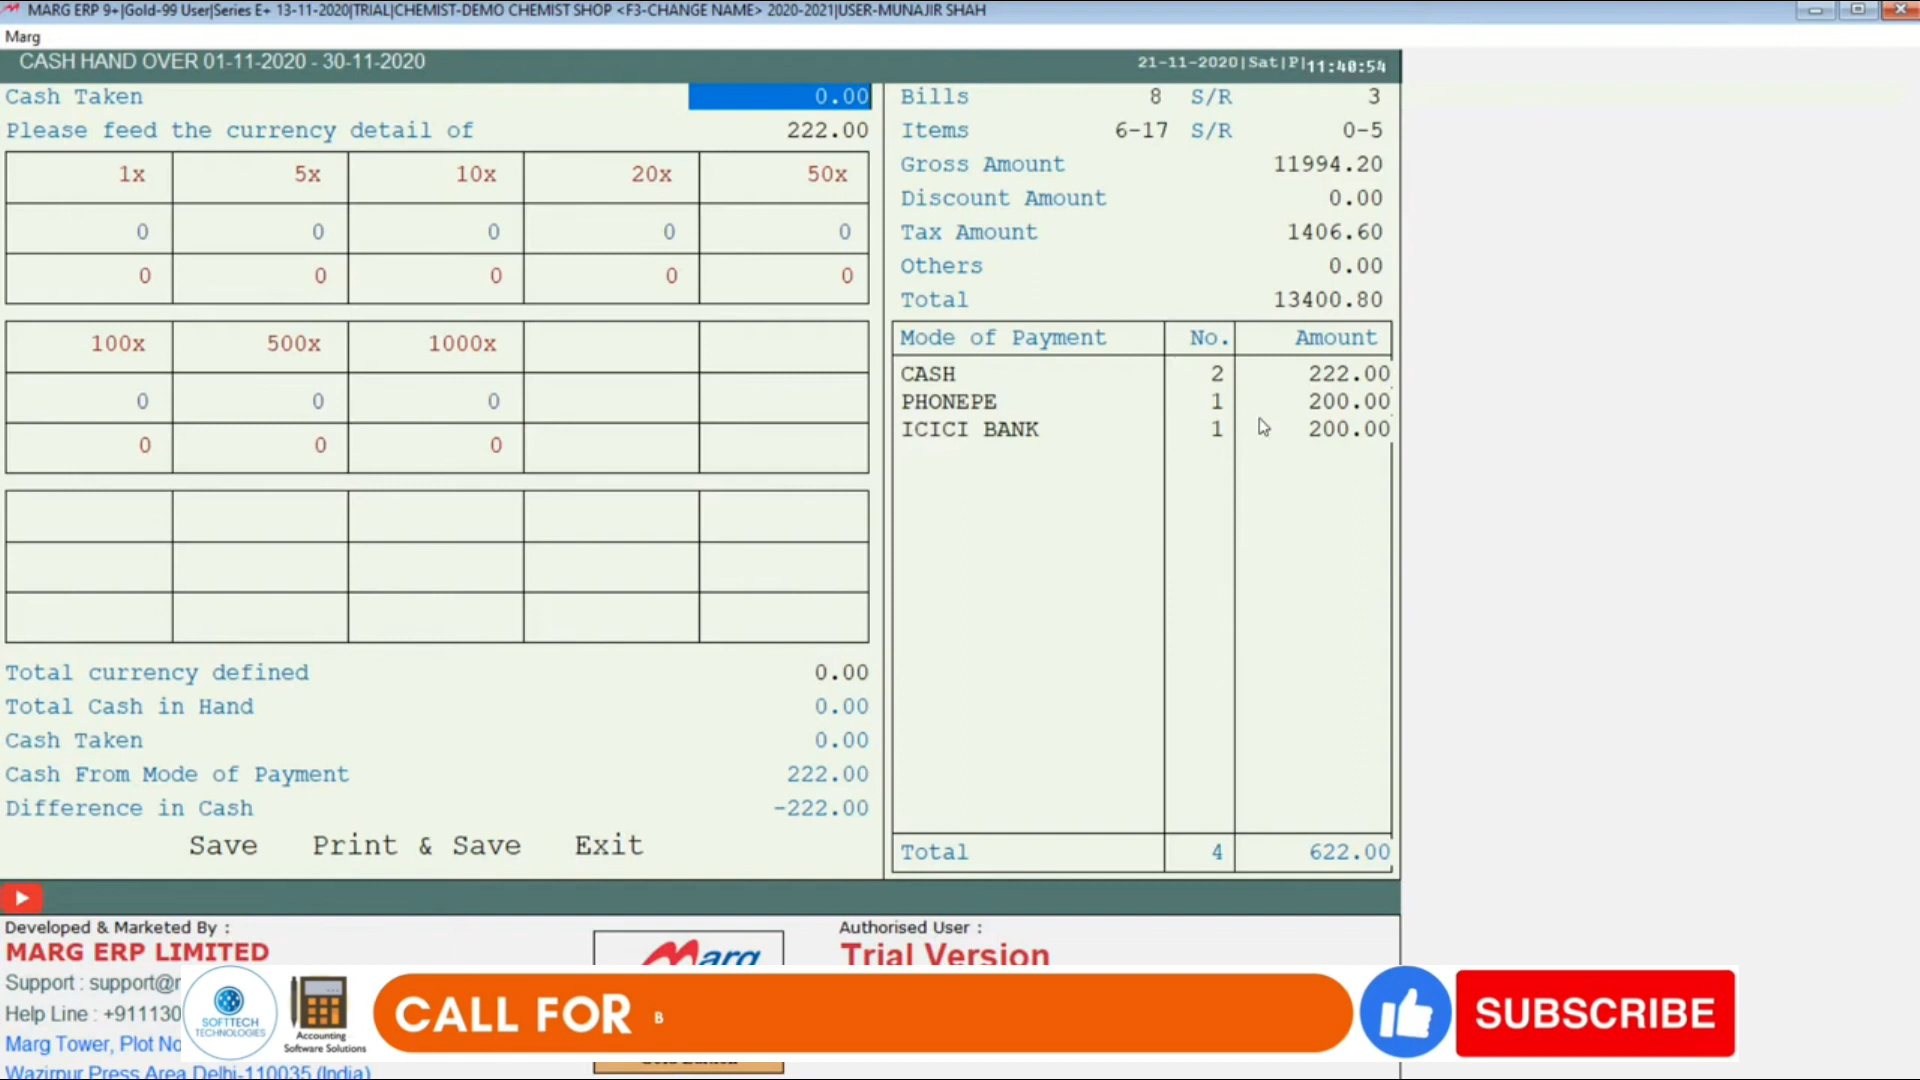 MARG ERP 9+|Gold-99 User|Series E+ 13-11-2020|TRIAL|CHEMIST-DEMO CHEMIST SHOP <F3-CHANGE NAME> 2020-2021|USER-MUNAJIR SHAH
Marg
CASH HAND OVER 01-11-2020 - 30-11-2020
21-11-2020|Sat|P|11:40:54
Cash Taken 0.00
Please feed the currency detail of 222.00
1x 5x 10x 20x 50x
0 0 0 0 0
0 0 0 0 0
100x 500x 1000x
0 0 0
0 0 0
Total currency defined 0.00
Total Cash in Hand 0.00
Cash Taken 0.00
Cash From Mode of Payment 222.00
Difference in Cash -222.00
Save Print & Save Exit
Bills 8 S/R 3
Items 6-17 S/R 0-5
Gross Amount 11994.20
Discount Amount 0.00
Tax Amount 1406.60
Others 0.00
Total 13400.80
Mode of Payment No. Amount
CASH 2 222.00
PHONEPE 1 200.00
ICICI BANK 1 200.00
Total 4 622.00
Developed & Marketed By :
MARG ERP LIMITED
Support : support@
Help Line : +911130
Marg Tower, Plot No
Wazirpur Press Area Delhi-110035 (India)
Marg
Authorised User :
Trial Version
SOFTTECH
TECHNOLOGIES
Accounting
Software Solutions
CALL FOR B
SUBSCRIBE